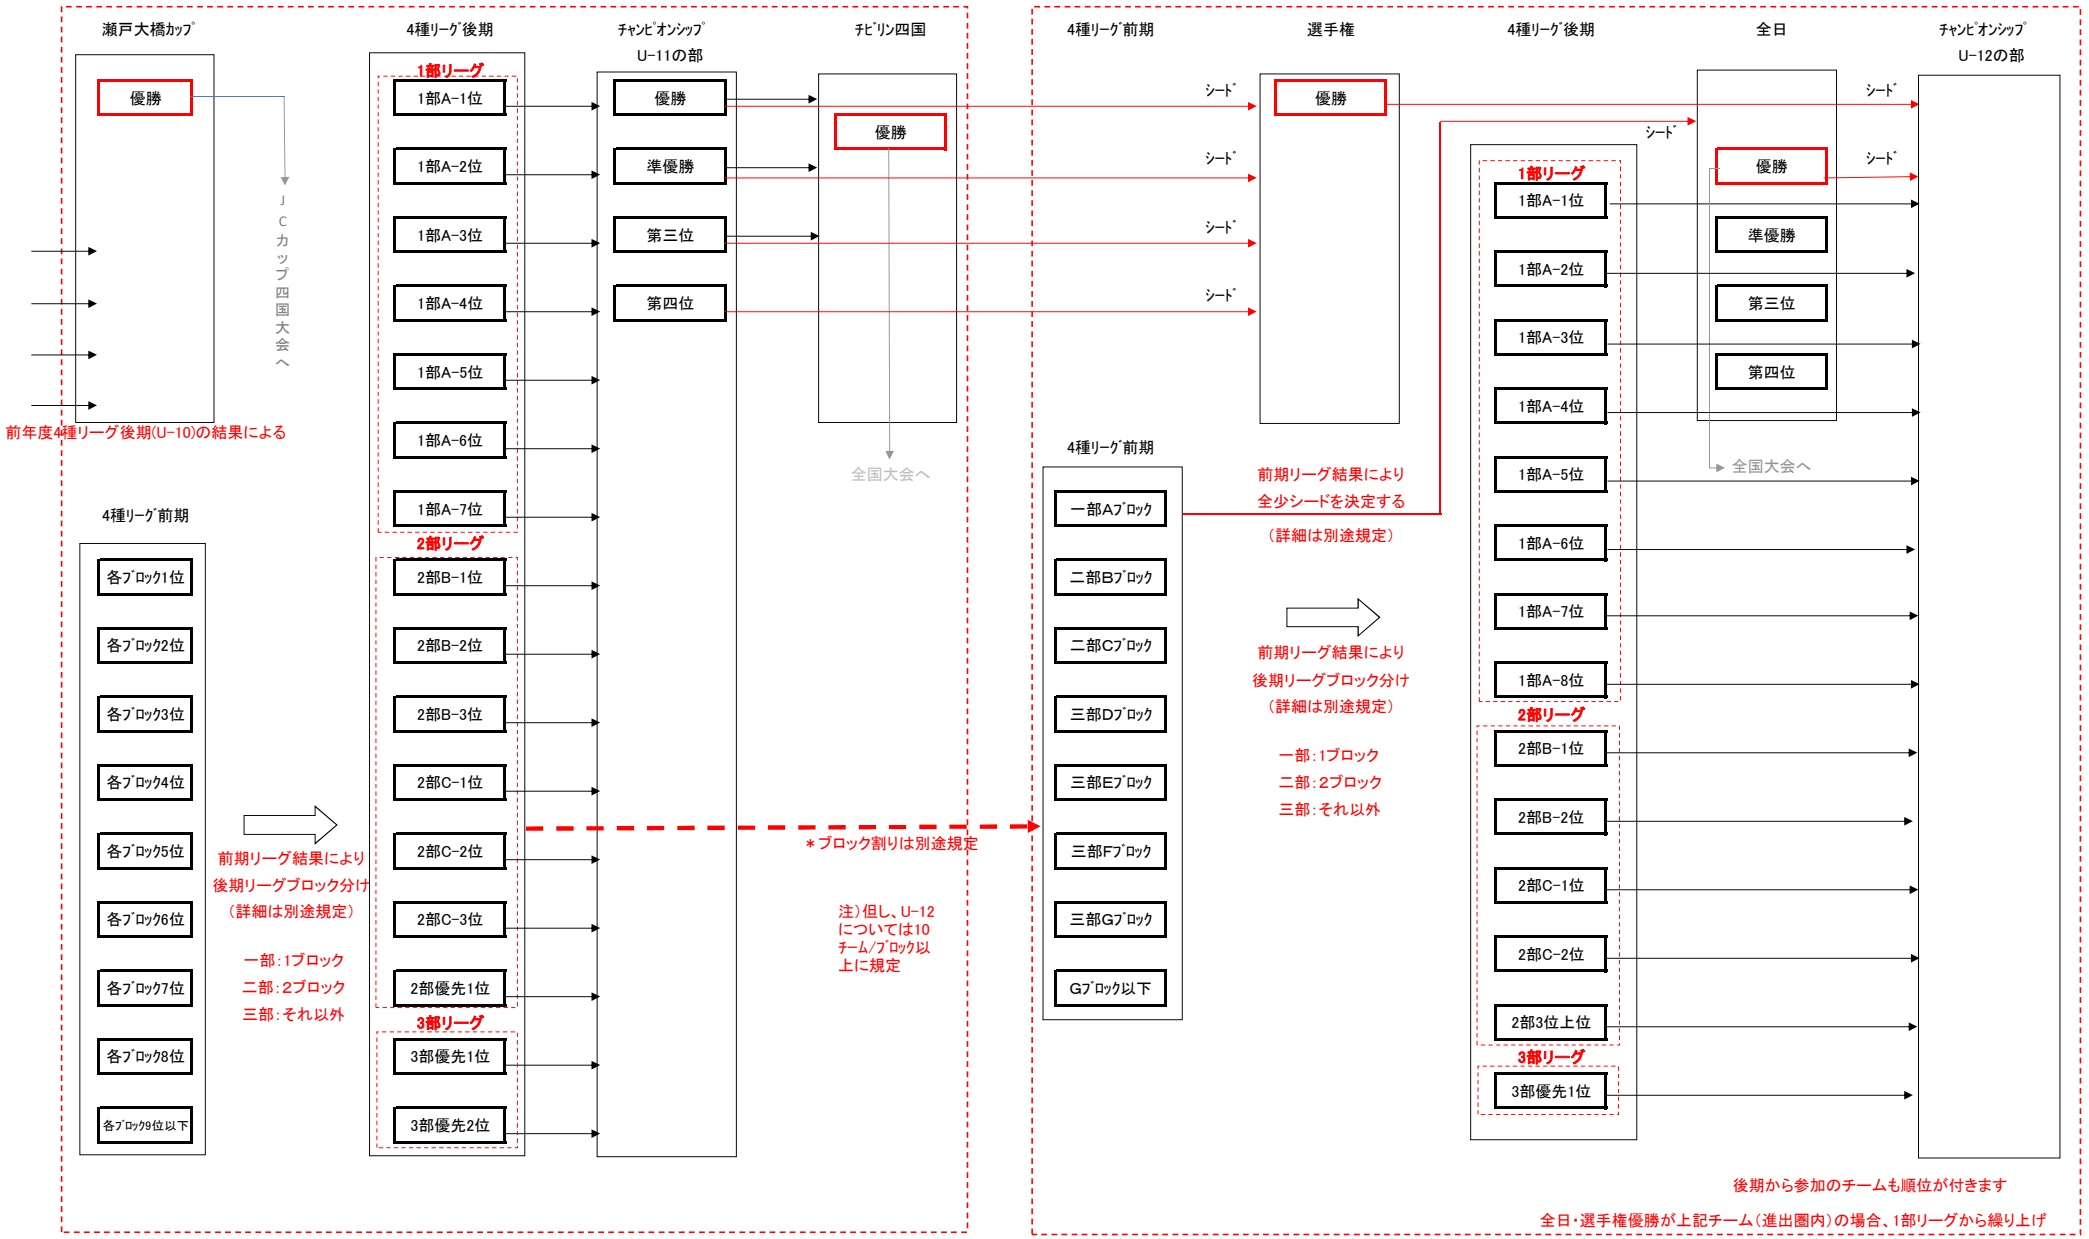 瀬戸大橋ｶｯﾌﾟ
優勝
JCカップ四国大会へ
前年度4種リーグ後期(U-10)の結果による
4種ﾘｰｸﾞ前期
各ﾌﾞﾛｯｸ1位
各ﾌﾞﾛｯｸ2位
各ﾌﾞﾛｯｸ3位
各ﾌﾞﾛｯｸ4位
各ﾌﾞﾛｯｸ5位
各ﾌﾞﾛｯｸ6位
各ﾌﾞﾛｯｸ7位
各ﾌﾞﾛｯｸ8位
各ﾌﾞﾛｯｸ9位以下
前期リーグ結果により
後期リーグブロック分け
（詳細は別途規定）
一部：1ブロック
二部：2ブロック
三部：それ以外
4種ﾘｰｸﾞ後期
1部リーグ
1部A-1位
1部A-2位
1部A-3位
1部A-4位
1部A-5位
1部A-6位
1部A-7位
2部リーグ
2部B-1位
2部B-2位
2部B-3位
2部C-1位
2部C-2位
2部C-3位
2部優先1位
3部リーグ
3部優先1位
3部優先2位
ﾁｬﾝﾋﾟｵﾝｼｯﾌﾟ
U-11の部
優勝
準優勝
第三位
第四位
ﾁﾋﾞﾘﾝ四国
優勝
全国大会へ
＊ブロック割りは別途規定
注）但し、U-12
については10
ﾁｰﾑ/ﾌﾞﾛｯｸ以
上に規定
4種ﾘｰｸﾞ前期
ｼｰﾄﾞ
ｼｰﾄﾞ
ｼｰﾄﾞ
ｼｰﾄﾞ
4種ﾘｰｸﾞ前期
一部Aﾌﾞﾛｯｸ
二部Bﾌﾞﾛｯｸ
二部Cﾌﾞﾛｯｸ
三部Dﾌﾞﾛｯｸ
三部Eﾌﾞﾛｯｸ
三部Fﾌﾞﾛｯｸ
三部Gﾌﾞﾛｯｸ
Gﾌﾞﾛｯｸ以下
選手権
優勝
前期リーグ結果により
全少シードを決定する
（詳細は別途規定）
前期リーグ結果により
後期リーグブロック分け
（詳細は別途規定）
一部：1ブロック
二部：2ブロック
三部：それ以外
4種ﾘｰｸﾞ後期
1部リーグ
1部A-1位
1部A-2位
1部A-3位
1部A-4位
1部A-5位
1部A-6位
1部A-7位
1部A-8位
2部リーグ
2部B-1位
2部B-2位
2部C-1位
2部C-2位
2部3位上位
3部リーグ
3部優先1位
全日
ｼｰﾄﾞ
優勝
準優勝
第三位
第四位
全国大会へ
ｼｰﾄﾞ
ｼｰﾄﾞ
ﾁｬﾝﾋﾟｵﾝｼｯﾌﾟ
U-12の部
後期から参加のチームも順位が付きます
全日・選手権優勝が上記チーム（進出圏内）の場合、1部リーグから繰り上げ